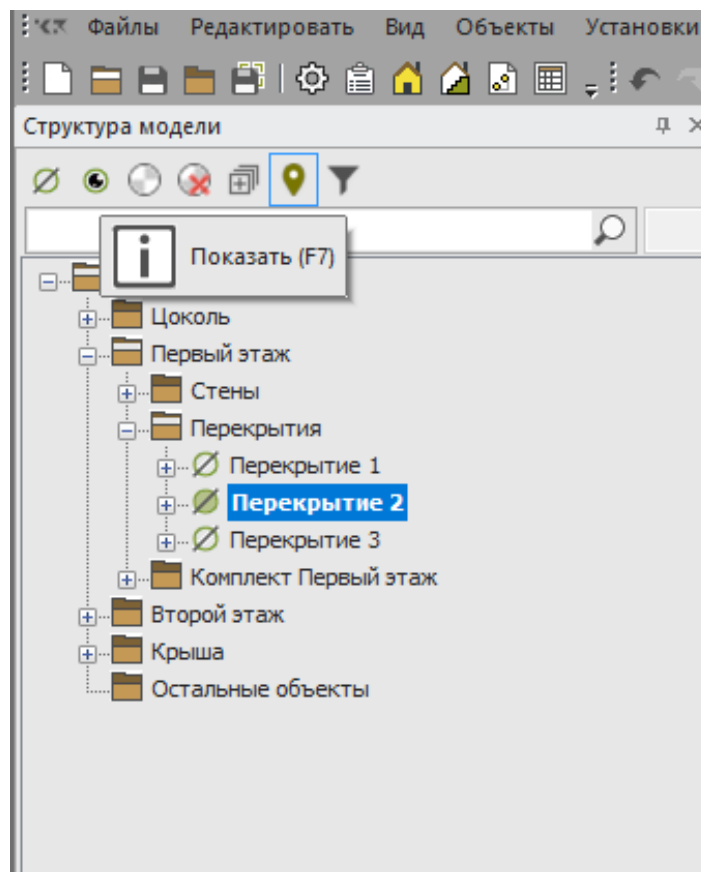 Файлы Редактировать Вид Объекты Установки
Структура модели
Показать (F7)
Цоколь
Первый этаж
Стены
Перекрытия
Перекрытие 1
Перекрытие 2
Перекрытие 3
Комплект Первый этаж
Второй этаж
Крыша
Остальные объекты